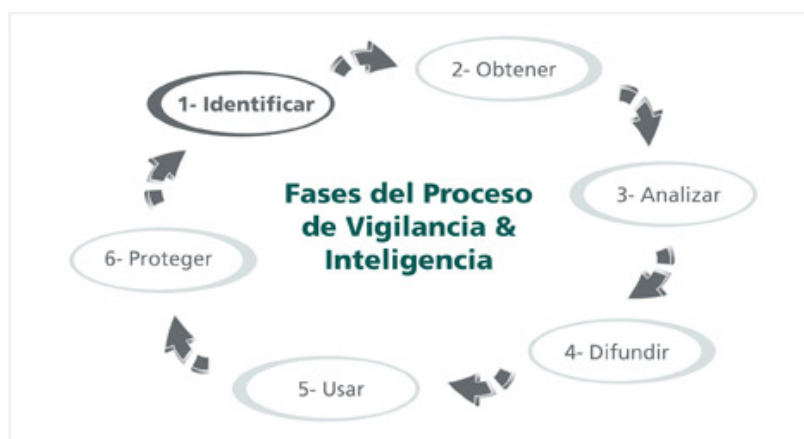 1- Identificar
2- Obtener
3- Analizar
4- Difundir
5- Usar
6- Proteger
Fases del Proceso
de Vigilancia &
Inteligencia